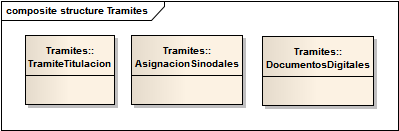 composite structure Tramites
Tramites::
TramiteTitulacion
Tramites::
AsignacionSinodales
Tramites::
DocumentosDigitales